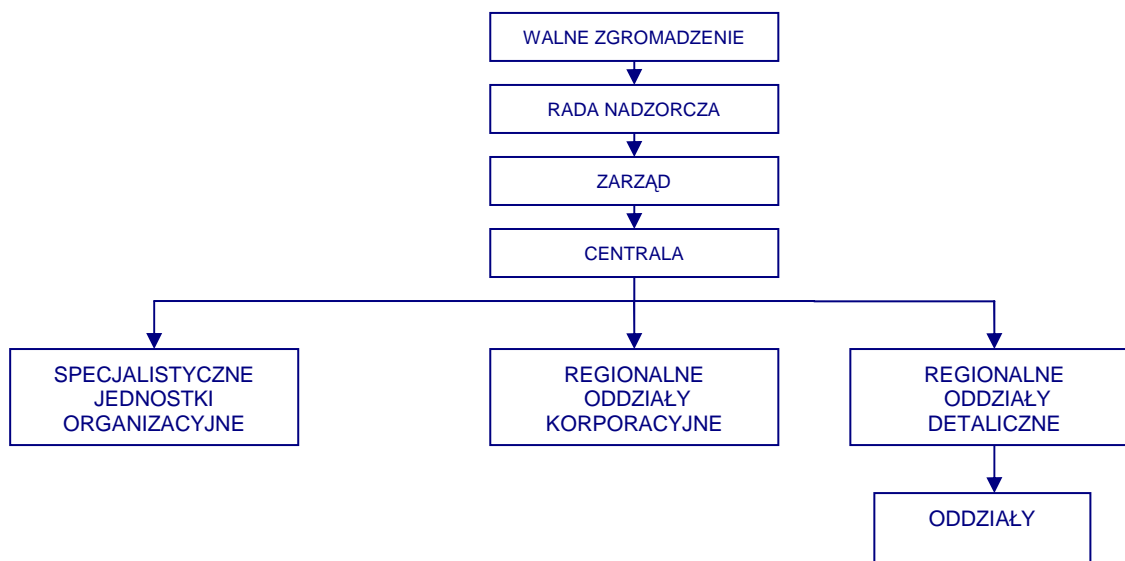 WALNE ZGROMADZENIE
RADA NADZORCZA
ZARZĄD
CENTRALA
SPECJALISTYCZNE
JEDNOSTKI
ORGANIZACYJNE
REGIONALNE
ODDZIAŁY
KORPORACYJNE
REGIONALNE
ODDZIAŁY
DETALICZNE
ODDZIAŁY